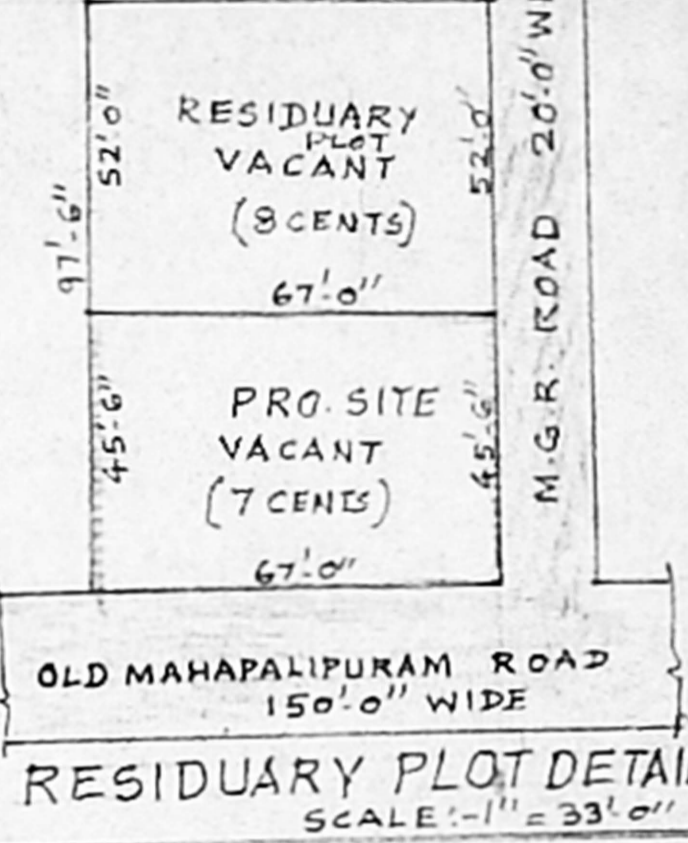 52'0"
RESIDUARY
PLOT
VACANT
(8 CENTS)
52'0"
97'-6"
67'-0"
M.G.R. ROAD 20'-0" WI
45'-6"
PRO. SITE
VACANT
(7 CENTS)
45'-6"
67'-0"
OLD MAHAPALIPURAM ROAD
150'-0" WIDE
RESIDUARY PLOT DETAI
SCALE:-1" = 33'-0"